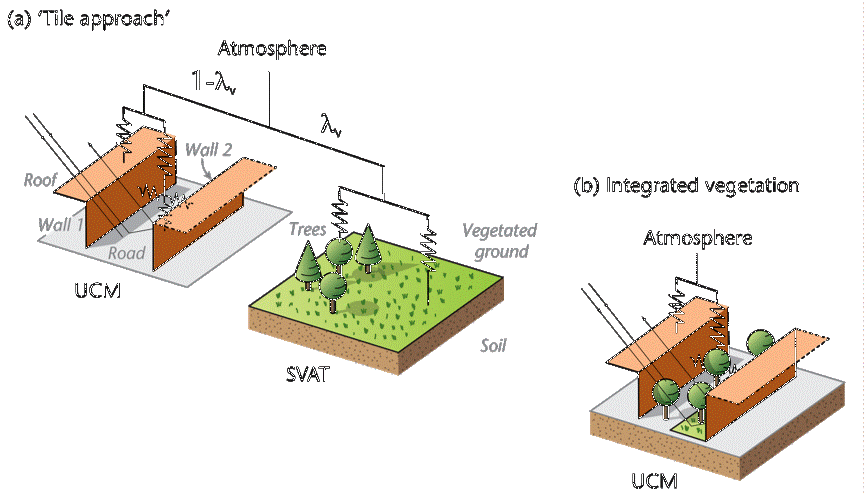 (a) 'Tile approach'
Atmosphere
1-λv
λv
Wall 2
Roof
Wall 1
Road
UCM
Trees
Vegetated
ground
Soil
SVAT
(b) Integrated vegetation
Atmosphere
UCM